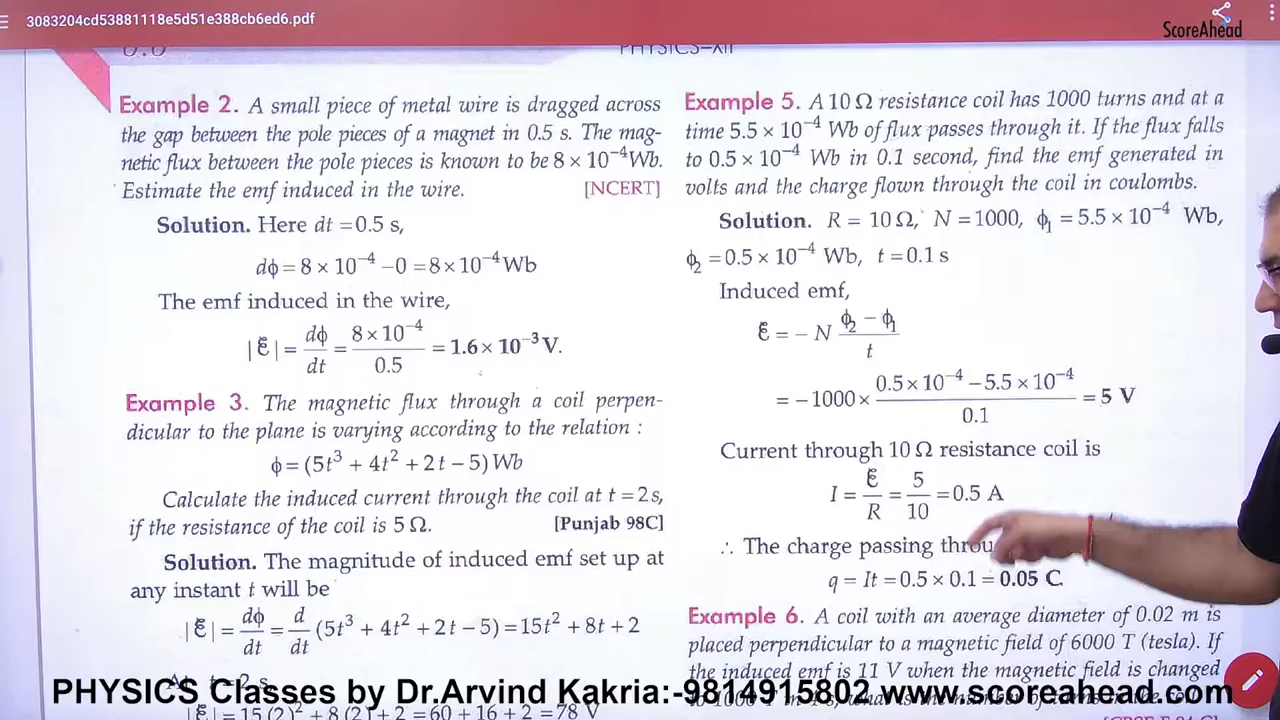 3083204cd53881118e5d51e388cb6ed6.pdf
ScoreAhead
PHYSICS–XII
Example 2. A small piece of metal wire is dragged across
the gap between the pole pieces of a magnet in 0.5 s. The mag-
netic flux between the pole pieces is known to be 8 × 10⁻⁴ Wb.
Estimate the emf induced in the wire. [NCERT]
Solution. Here dt = 0.5 s,
dϕ = 8 × 10⁻⁴ − 0 = 8 × 10⁻⁴ Wb
The emf induced in the wire,
|ℰ| = dϕ/dt = 8 × 10⁻⁴/0.5 = 1.6 × 10⁻³ V.
Example 3. The magnetic flux through a coil perpen-
dicular to the plane is varying according to the relation :
ϕ = (5t³ + 4t² + 2t − 5) Wb
Calculate the induced current through the coil at t = 2 s,
if the resistance of the coil is 5 Ω. [Punjab 98C]
Solution. The magnitude of induced emf set up at
any instant t will be
|ℰ| = dϕ/dt = d/dt (5t³ + 4t² + 2t − 5) = 15t² + 8t + 2
At t = 2 s
|ℰ| = 15 (2)² + 8 (2) + 2 = 60 + 16 + 2 = 78 V
Example 5. A 10 Ω resistance coil has 1000 turns and at a
time 5.5 × 10⁻⁴ Wb of flux passes through it. If the flux falls
to 0.5 × 10⁻⁴ Wb in 0.1 second, find the emf generated in
volts and the charge flown through the coil in coulombs.
Solution. R = 10 Ω, N = 1000, ϕ₁ = 5.5 × 10⁻⁴ Wb,
ϕ₂ = 0.5 × 10⁻⁴ Wb, t = 0.1 s
Induced emf,
ℰ = − N (ϕ₂ − ϕ₁)/t
= − 1000 × (0.5 × 10⁻⁴ − 5.5 × 10⁻⁴)/0.1 = 5 V
Current through 10 Ω resistance coil is
I = ℰ/R = 5/10 = 0.5 A
∴ The charge passing
q = It = 0.5 × 0.1 = 0.05 C
Example 6. A coil with an average diameter of 0.02 m is
placed perpendicular to a magnetic field of 6000 T (tesla). If
the induced emf is 11 V when the magnetic field is changed
PHYSICS Classes by Dr.Arvind Kakria:-9814915802 www.scoreahead.com